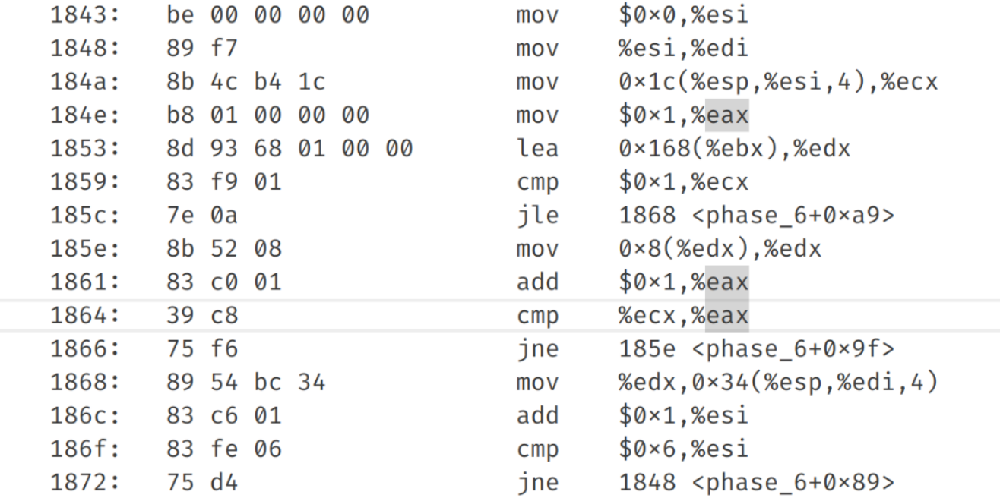 1843: be 00 00 00 00 mov $0×0,%esi
1848: 89 f7 mov %esi,%edi
184a: 8b 4c b4 1c mov 0×1c(%esp,%esi,4),%ecx
184e: b8 01 00 00 00 mov $0×1,%eax
1853: 8d 93 68 01 00 00 lea 0×168(%ebx),%edx
1859: 83 f9 01 cmp $0×1,%ecx
185c: 7e 0a jle 1868 <phase_6+0×a9>
185e: 8b 52 08 mov 0×8(%edx),%edx
1861: 83 c0 01 add $0×1,%eax
1864: 39 c8 cmp %ecx,%eax
1866: 75 f6 jne 185e <phase_6+0×9f>
1868: 89 54 bc 34 mov %edx,0×34(%esp,%edi,4)
186c: 83 c6 01 add $0×1,%esi
186f: 83 fe 06 cmp $0×6,%esi
1872: 75 d4 jne 1848 <phase_6+0×89>